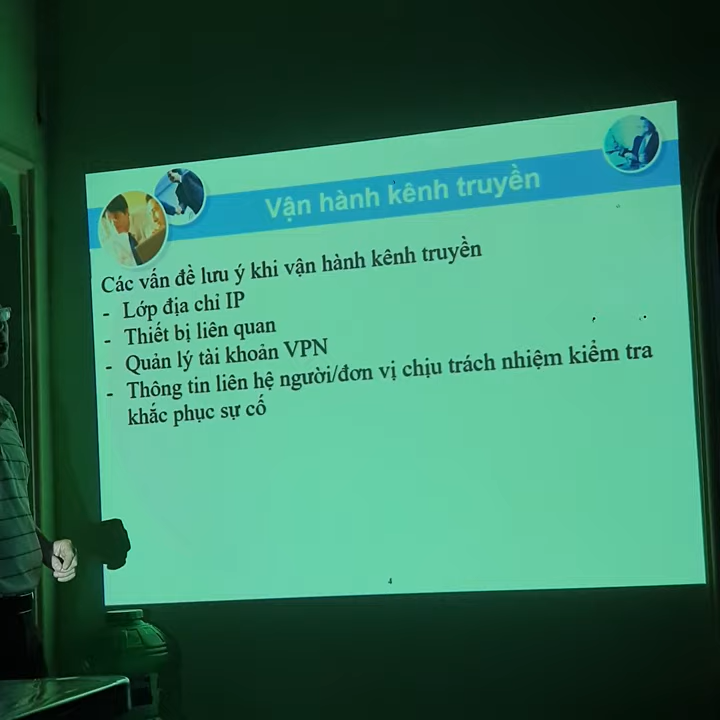 Vận hành kênh truyền
Các vấn đề lưu ý khi vận hành kênh truyền
- Lớp địa chỉ IP
- Thiết bị liên quan
- Quản lý tài khoản VPN
- Thông tin liên hệ người/đơn vị chịu trách nhiệm kiểm tra
khắc phục sự cố
4